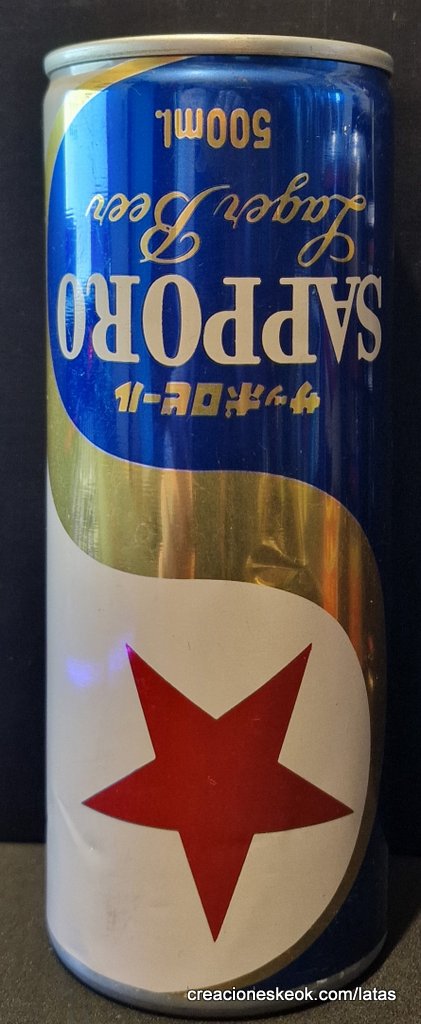 サッポロビール
SAPPORO
Lager Beer
500ml.
creacioneskeok.com/latas